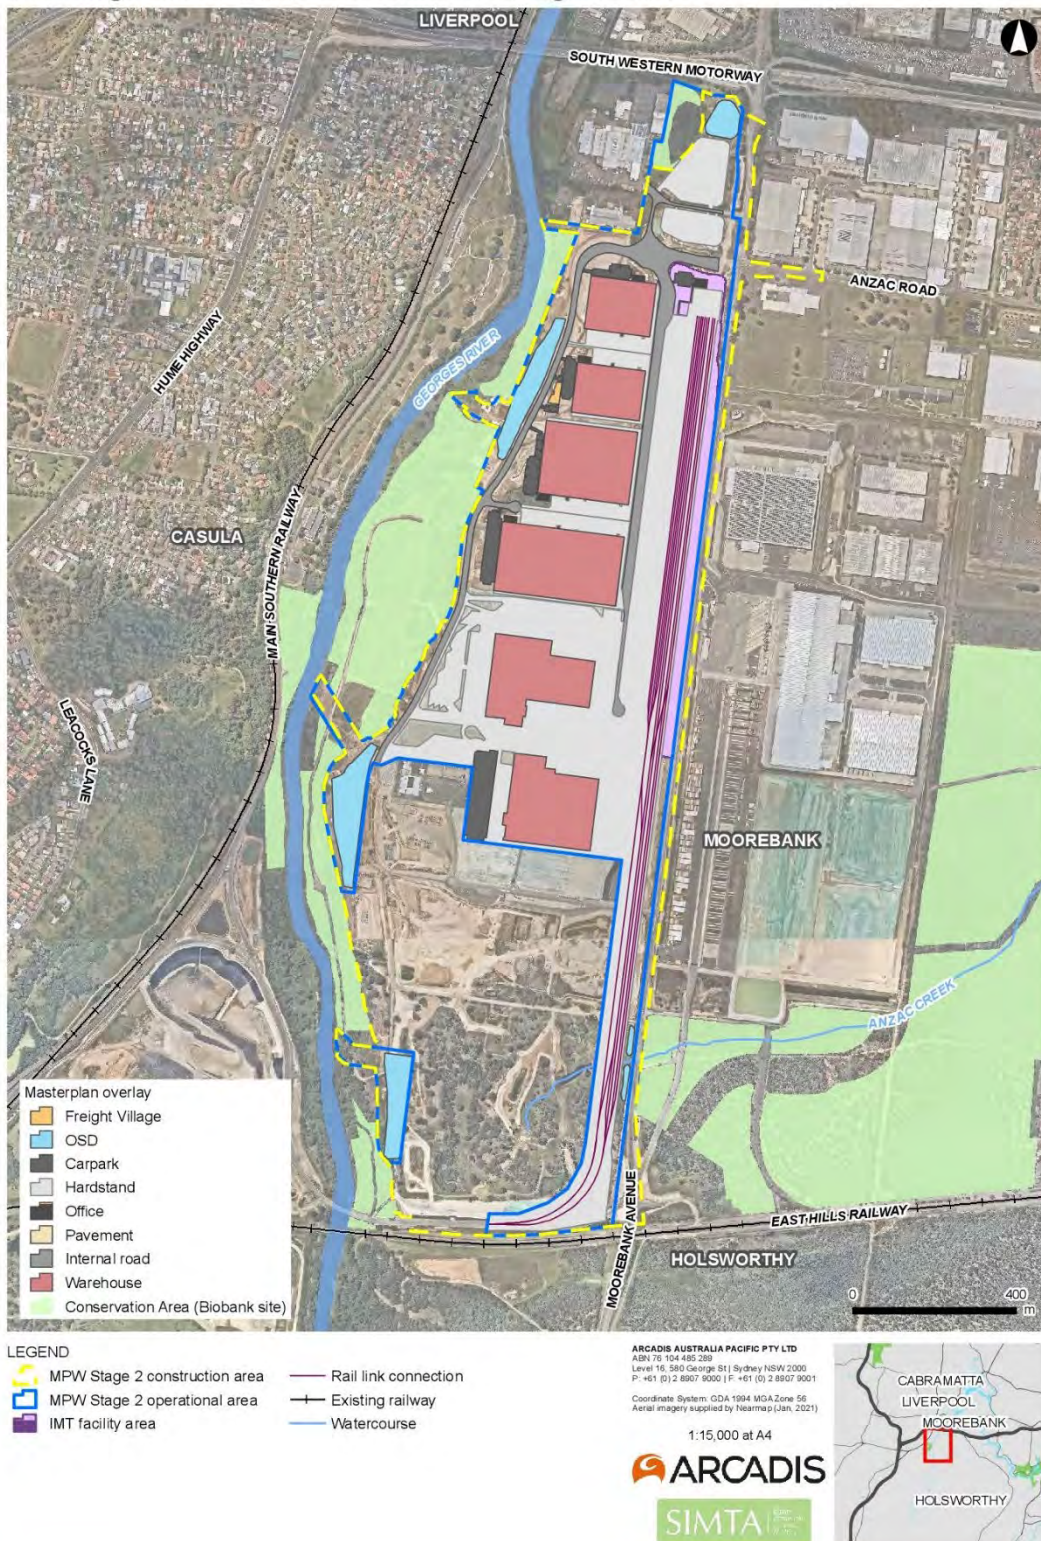 LIVERPOOL
SOUTH WESTERN MOTORWAY
ANZAC ROAD
HUME HIGHWAY
GEORGES RIVER
CASULA
MAIN SOUTHERN RAILWAY
LEACOCKS LANE
MOOREBANK
ANZAC CREEK
MOOREBANK AVENUE
EAST HILLS RAILWAY
HOLSWORTHY
0 400
m
Masterplan overlay
Freight Village
OSD
Carpark
Hardstand
Office
Pavement
Internal road
Warehouse
Conservation Area (Biobank site)
LEGEND
MPW Stage 2 construction area
MPW Stage 2 operational area
IMT facility area
Rail link connection
Existing railway
Watercourse
ARCADIS AUSTRALIA PACIFIC PTY LTD
ABN 76 104 485 289
Level 16, 580 George St | Sydney NSW 2000
P: +61 (0) 2 8907 9000 | F: +61 (0) 2 8907 9001
Coordinate System: GDA 1994 MGA Zone 56
Aerial imagery supplied by Nearmap (Jan, 2021)
1:15,000 at A4
ARCADIS
SIMTA
CABRAMATTA
LIVERPOOL
MOOREBANK
HOLSWORTHY